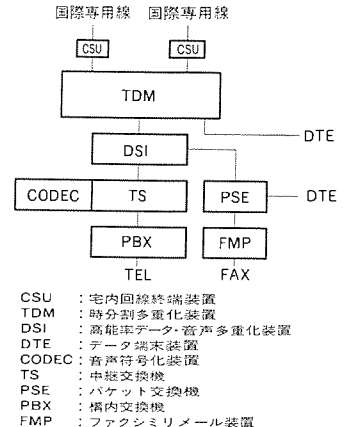 国際専用線 国際専用線
CSU CSU
TDM
DTE
DSI
CODEC TS PSE DTE
PBX FMP
TEL FAX
CSU :宅内回線終端装置
TDM :時分割多重化装置
DSI :高能率データ・音声多重化装置
DTE :データ端末装置
CODEC:音声符号化装置
TS :中継交換機
PSE :パケット交換機
PBX :構内交換機
FMP :ファクシミリメール装置